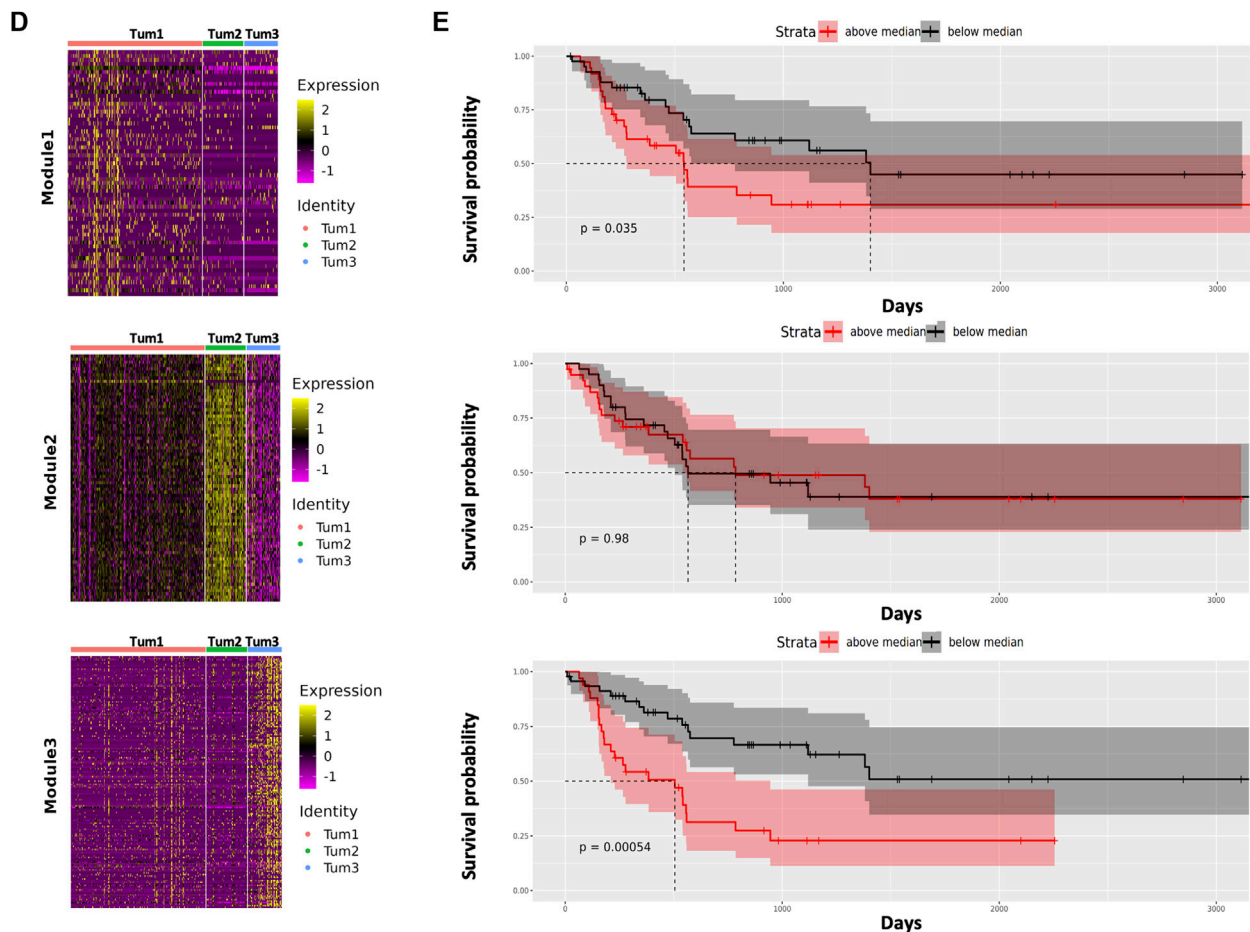 D
Tum1 Tum2 Tum3
Module1
Expression
2
1
0
-1
Identity
Tum1
Tum2
Tum3
E
Strata above median below median
Survival probability
1.00
0.75
0.50
0.25
0.00
p = 0.035
0 1000 2000 3000
Days
Tum1 Tum2 Tum3
Module2
Expression
2
1
0
-1
Identity
Tum1
Tum2
Tum3
Strata above median below median
Survival probability
1.00
0.75
0.50
0.25
0.00
p = 0.98
0 1000 2000 3000
Days
Tum1 Tum2 Tum3
Module3
Expression
2
1
0
-1
Identity
Tum1
Tum2
Tum3
Strata above median below median
Survival probability
1.00
0.75
0.50
0.25
0.00
p = 0.00054
0 1000 2000 3000
Days